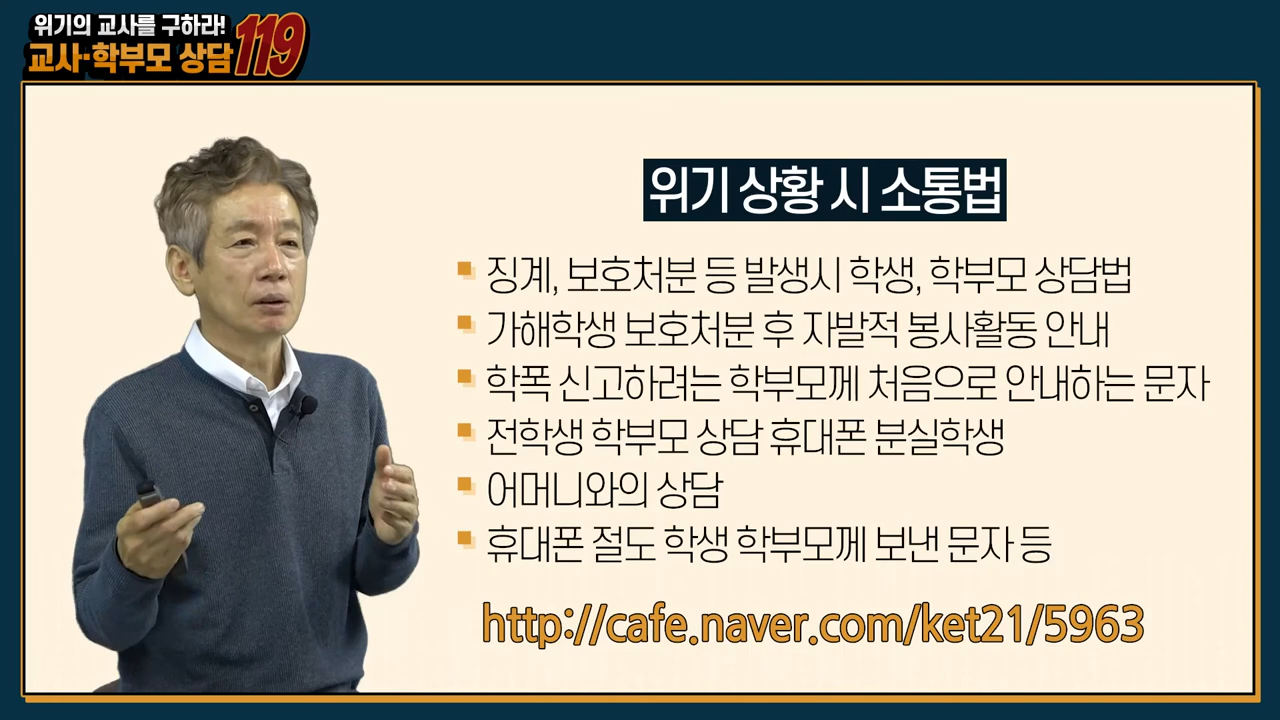 위기의 교사를 구하라!
교사·학부모 상담 119
위기 상황 시 소통법
징계, 보호처분 등 발생시 학생, 학부모 상담법
가해학생 보호처분 후 자발적 봉사활동 안내
학폭 신고하려는 학부모께 처음으로 안내하는 문자
전학생 학부모 상담 휴대폰 분실학생
어머니와의 상담
휴대폰 절도 학생 학부모께 보낸 문자 등
http://cafe.naver.com/ket21/5963